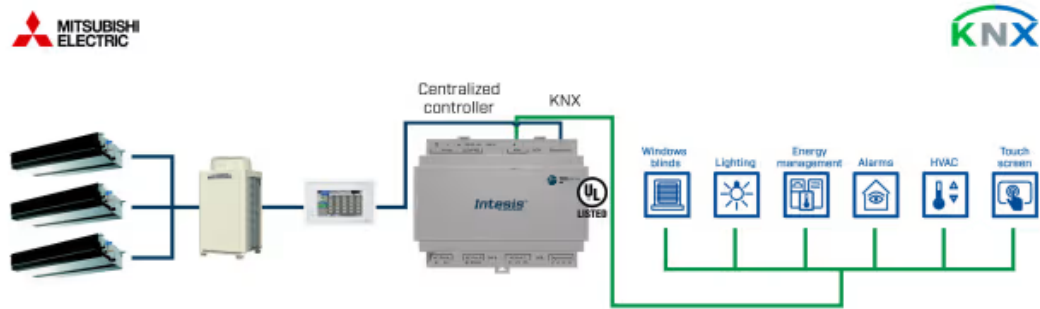 MITSUBISHI
ELECTRIC
KNX
Centralized
controller
KNX
Windows
blinds
Lighting
Energy
management
Alarms
HVAC
Touch
screen
Intesis
UL
LISTED